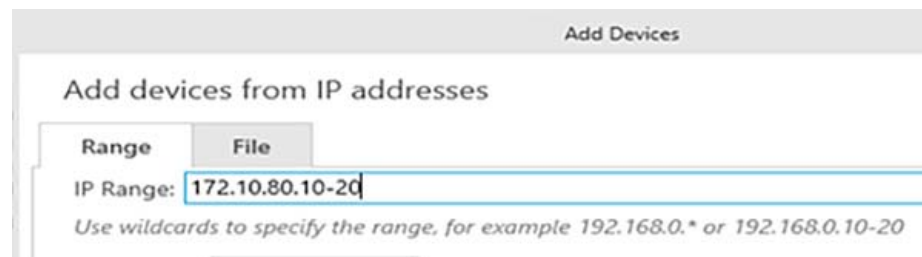 Add Devices
Add devices from IP addresses
Range File
IP Range: 172.10.80.10-20
Use wildcards to specify the range, for example 192.168.0.* or 192.168.0.10-20